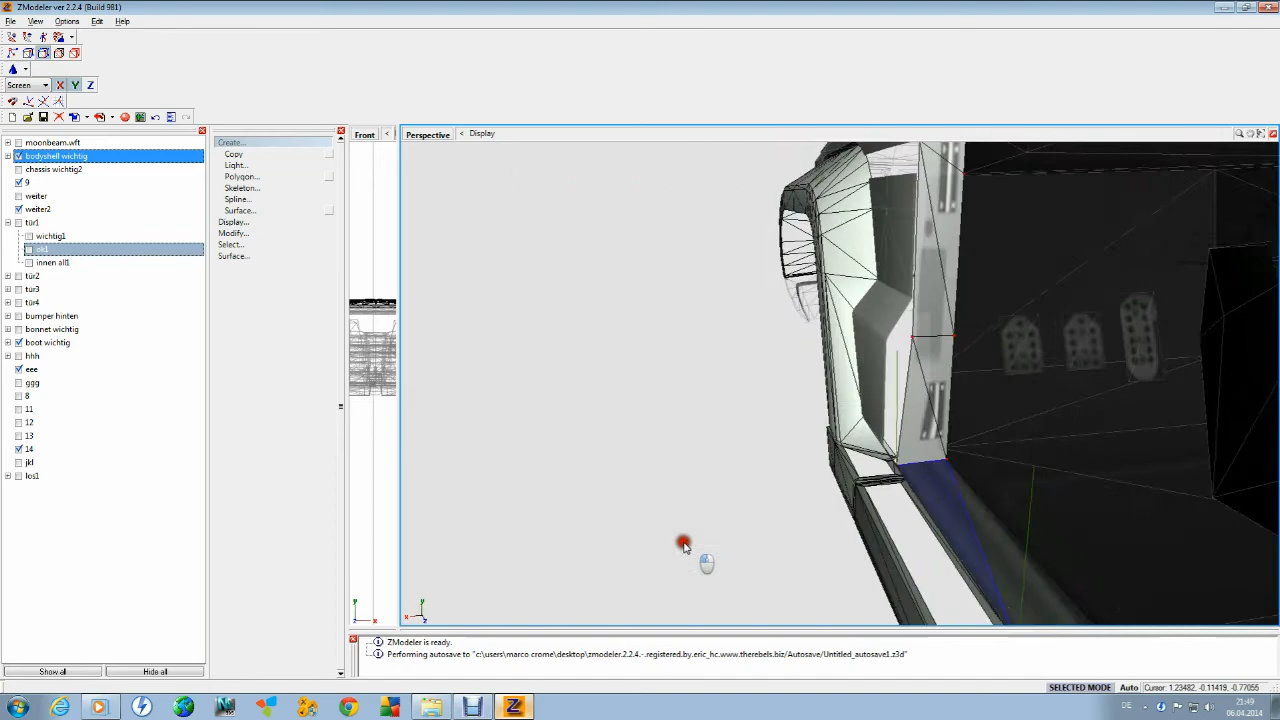 ZModeler ver 2.2.4 (Build 981)
File View Options Edit Help
Screen X Y Z
moonbeam.wft
bodyshell wichtig
chassis wichtig2
9
weiter
weiter2
tür1
wichtig1
ok1
innen all1
tür2
tur3
tür4
bumper hinten
bonnet wichtig
boot wichtig
hhh
eee
ggg
8
11
12
13
14
jkl
los1
Show all Hide all
Create...
Copy
Light...
Polygon...
Skeleton...
Spline...
Surface...
Display...
Modify...
Select...
Surface...
Front <
Perspective < Display
ZModeler is ready.
Performing autosave to "c:\users\marco crome\desktop\zmodeler.2.2.4.-.registered.by.eric_hc.www.therebels.biz/Autosave/Untitled_autosave1.z3d"
SELECTED MODE Auto Cursor: 1.23482, -0.11419, -0.77055
21:49
06.04.2014